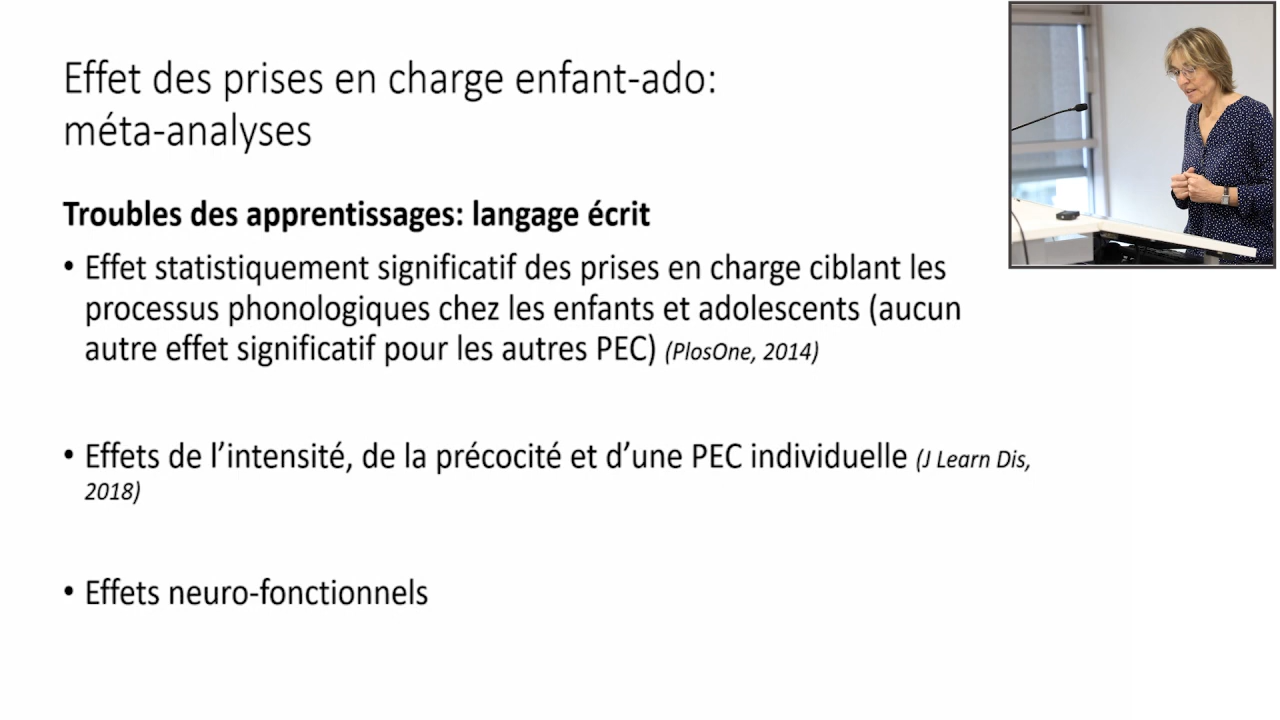 Effet des prises en charge enfant-ado:
méta-analyses
Troubles des apprentissages: langage écrit
• Effet statistiquement significatif des prises en charge ciblant les
processus phonologiques chez les enfants et adolescents (aucun
autre effet significatif pour les autres PEC) (PlosOne, 2014)
• Effets de l’intensité, de la précocité et d’une PEC individuelle (J Learn Dis,
2018)
• Effets neuro-fonctionnels